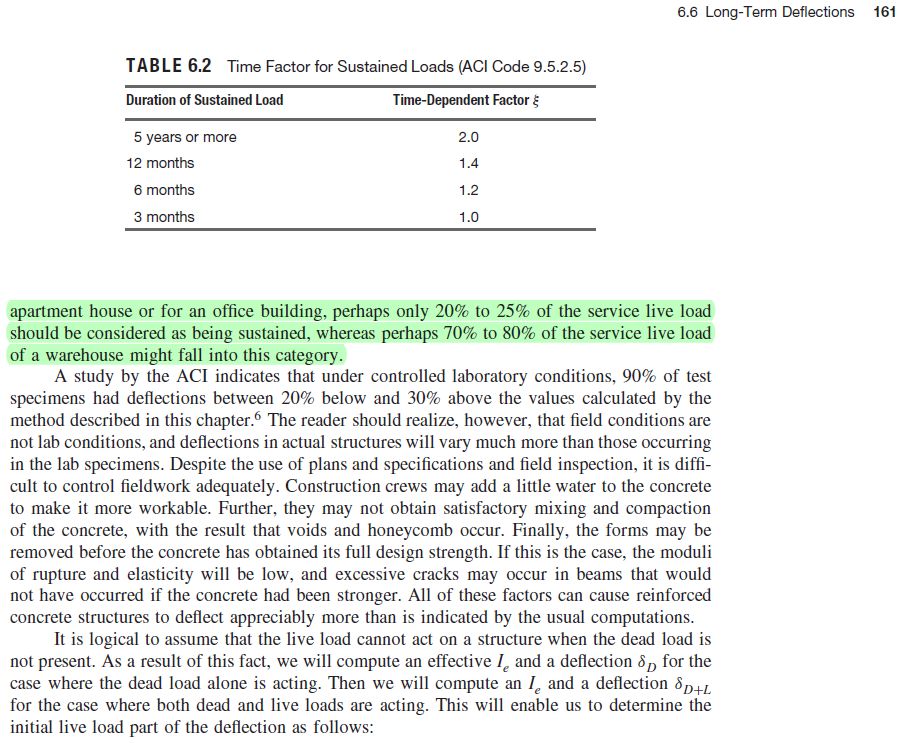 6.6 Long-Term Deflections 161
TABLE 6.2 Time Factor for Sustained Loads (ACI Code 9.5.2.5)
Duration of Sustained Load Time-Dependent Factor ξ
5 years or more 2.0
12 months 1.4
6 months 1.2
3 months 1.0
apartment house or for an office building, perhaps only 20% to 25% of the service live load
should be considered as being sustained, whereas perhaps 70% to 80% of the service live load
of a warehouse might fall into this category.
A study by the ACI indicates that under controlled laboratory conditions, 90% of test
specimens had deflections between 20% below and 30% above the values calculated by the
method described in this chapter.⁶ The reader should realize, however, that field conditions are
not lab conditions, and deflections in actual structures will vary much more than those occurring
in the lab specimens. Despite the use of plans and specifications and field inspection, it is diffi-
cult to control fieldwork adequately. Construction crews may add a little water to the concrete
to make it more workable. Further, they may not obtain satisfactory mixing and compaction
of the concrete, with the result that voids and honeycomb occur. Finally, the forms may be
removed before the concrete has obtained its full design strength. If this is the case, the moduli
of rupture and elasticity will be low, and excessive cracks may occur in beams that would
not have occurred if the concrete had been stronger. All of these factors can cause reinforced
concrete structures to deflect appreciably more than is indicated by the usual computations.
It is logical to assume that the live load cannot act on a structure when the dead load is
not present. As a result of this fact, we will compute an effective Iₑ and a deflection δ_D for the
case where the dead load alone is acting. Then we will compute an Iₑ and a deflection δ_D+L
for the case where both dead and live loads are acting. This will enable us to determine the
initial live load part of the deflection as follows: